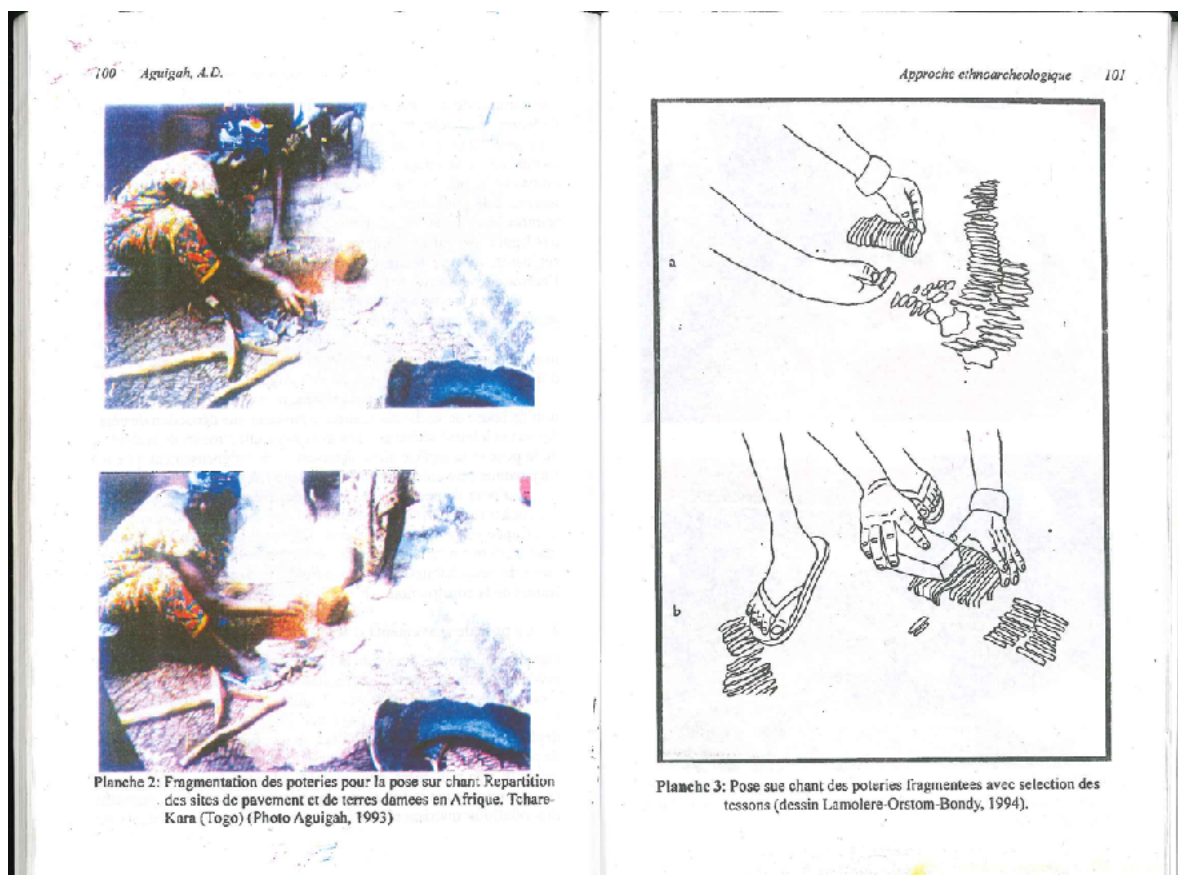 100 Aguigah, A.D.
Planche 2: Fragmentation des poteries pour la pose sur chant Repartition
des sites de pavement et de terres damees en Afrique. Tchare-
Kara (Togo) (Photo Aguigah, 1993)
Approche ethnoarcheologique 101
a
b
Planche 3: Pose sue chant des poteries fragmentees avec selection des
tessons (dessin Lamolere-Orstom-Bondy, 1994).